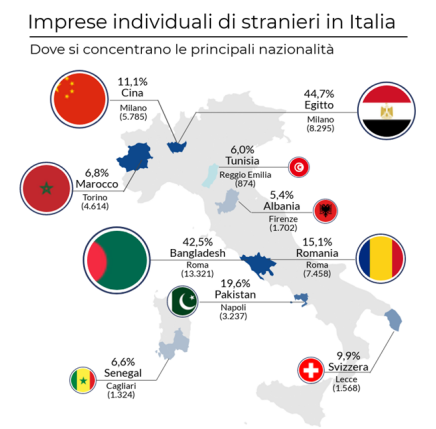 Imprese individuali di stranieri in Italia
Dove si concentrano le principali nazionalità
11,1%
Cina
Milano
(5.785)
44,7%
Egitto
Milano
(8.295)
6,0%
Tunisia
Reggio Emilia
(874)
6,8%
Marocco
Torino
(4.614)
5,4%
Albania
Firenze
(1.702)
42,5%
Bangladesh
Roma
(13.321)
15,1%
Romania
Roma
(7.458)
19,6%
Pakistan
Napoli
(3.237)
6,6%
Senegal
Cagliari
(1.324)
9,9%
Svizzera
Lecce
(1.568)